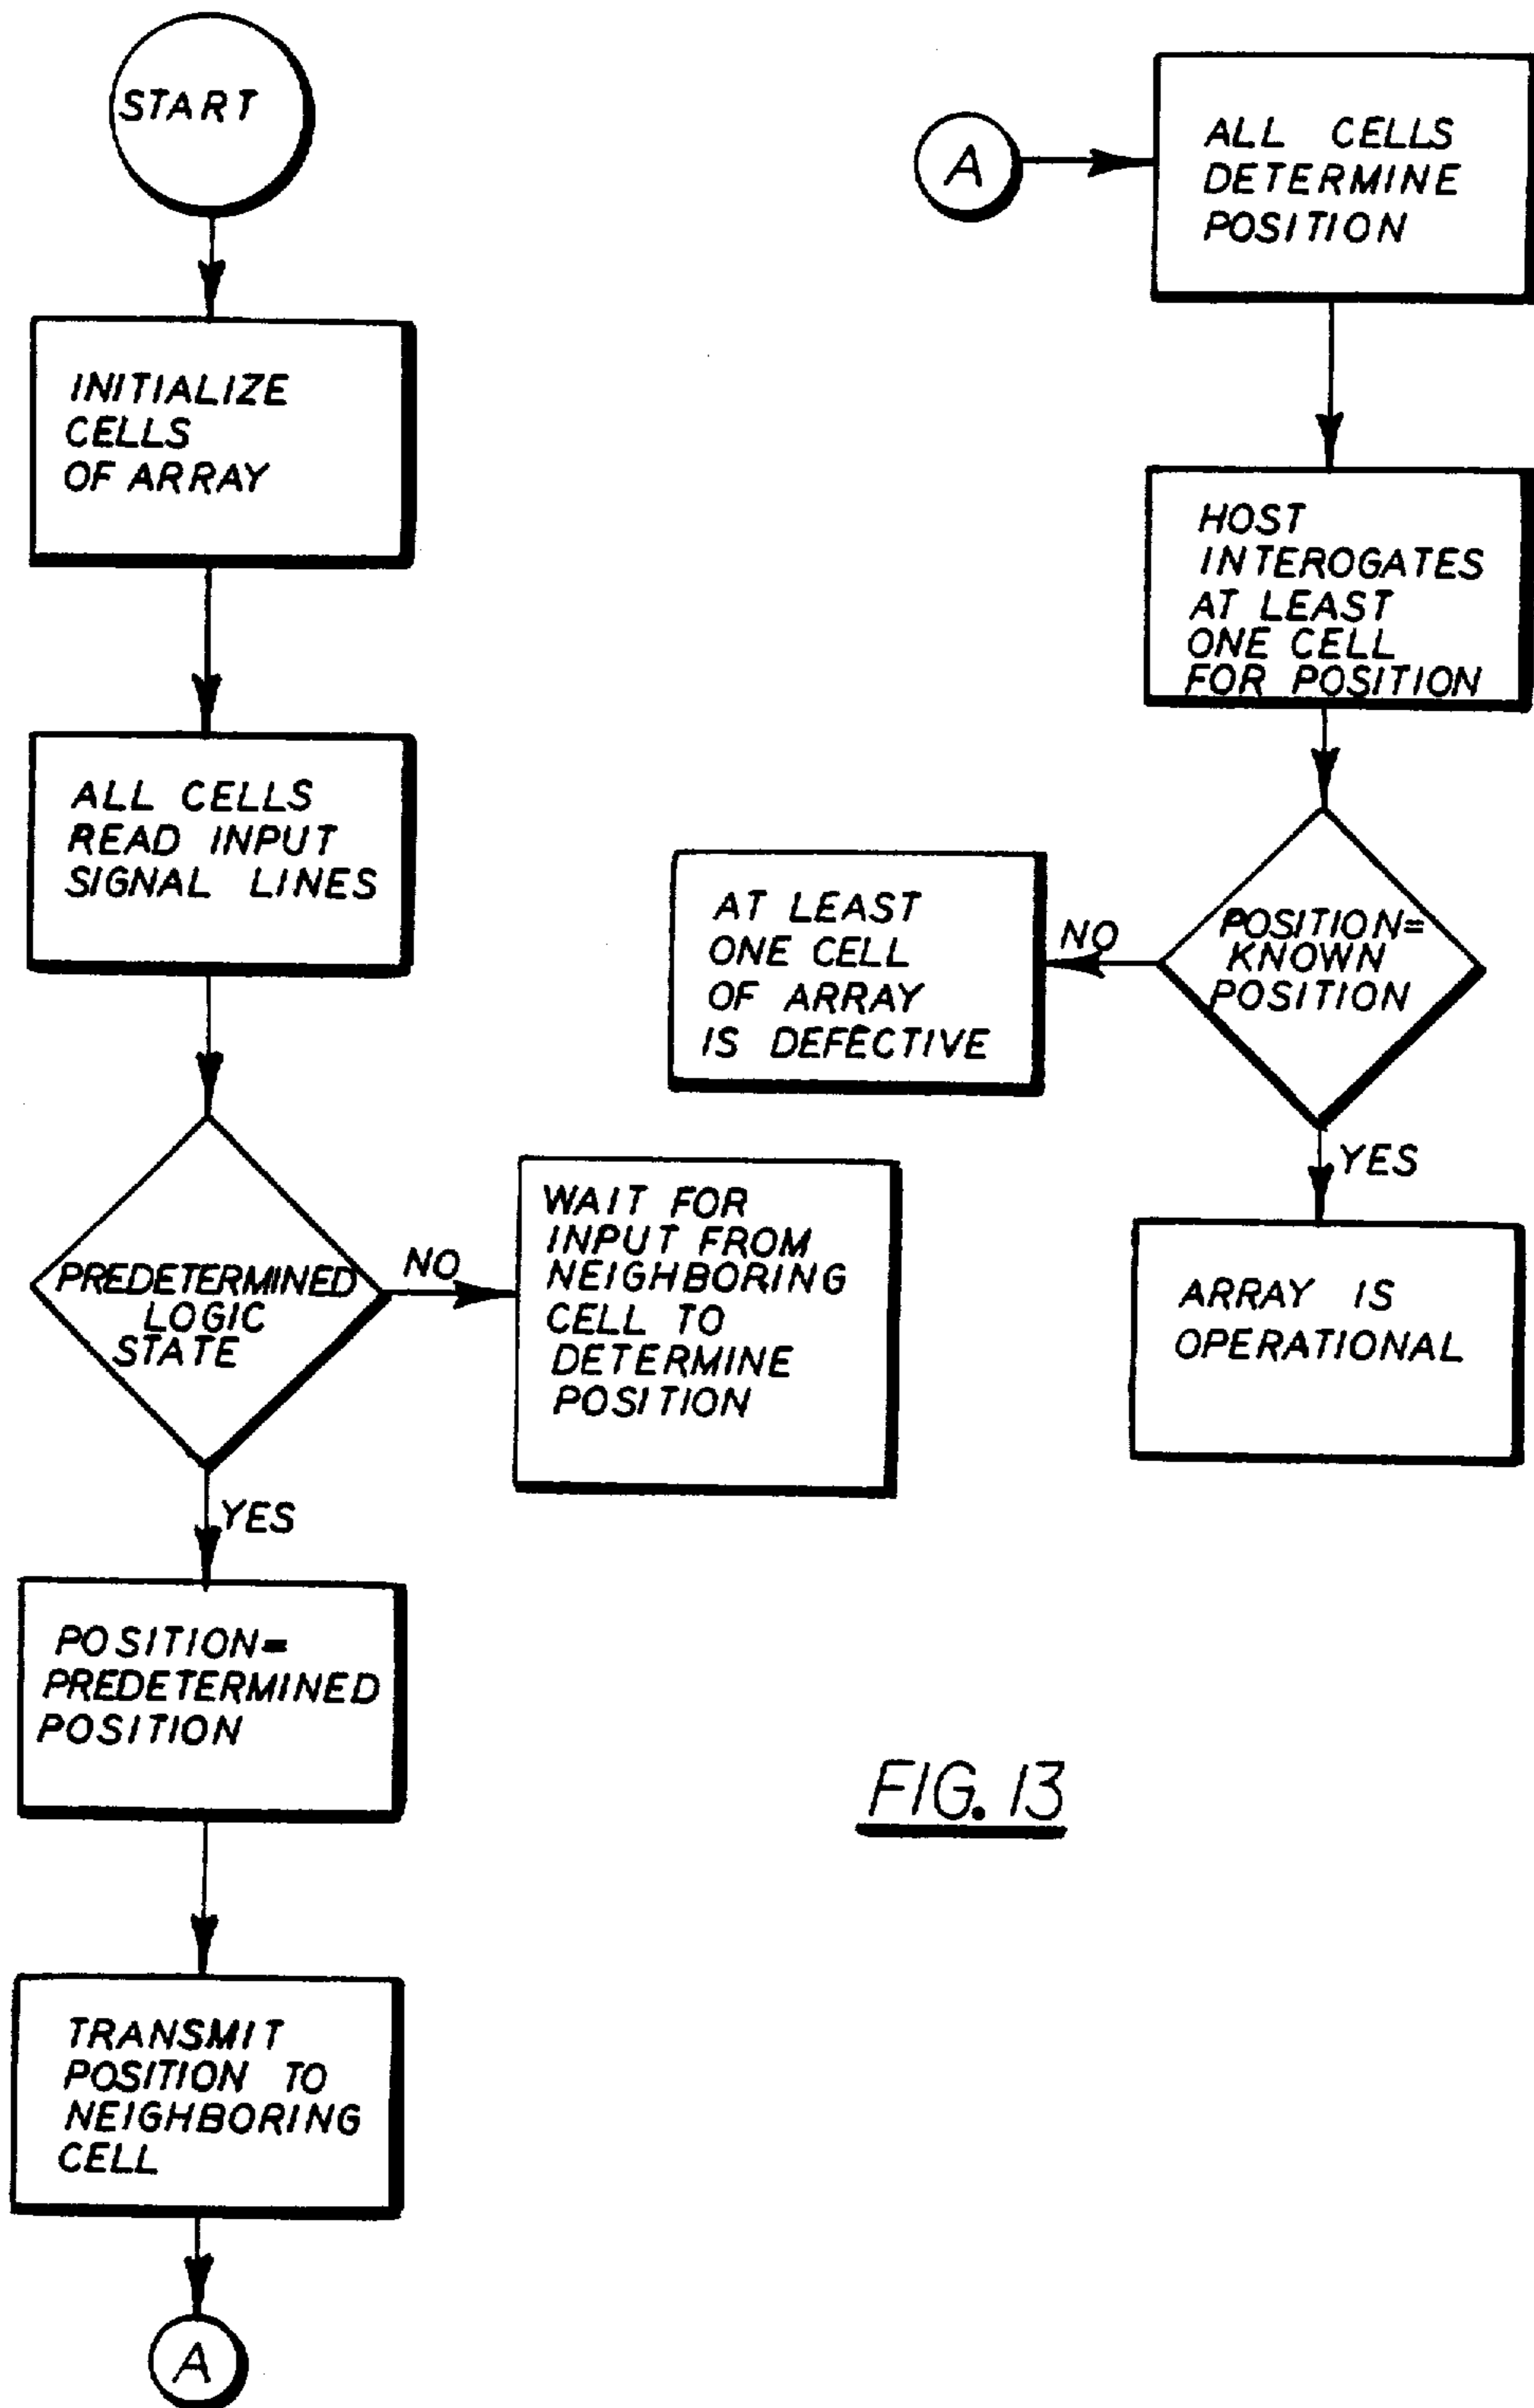 START
INITIALIZE
CELLS
OF ARRAY
ALL CELLS
READ INPUT
SIGNAL LINES
PREDETERMINED
LOGIC
STATE
NO
WAIT FOR
INPUT FROM
NEIGHBORING
CELL TO
DETERMINE
POSITION
YES
POSITION=
PREDETERMINED
POSITION
TRANSMIT
POSITION TO
NEIGHBORING
CELL
A
A
ALL CELLS
DETERMINE
POSITION
HOST
INTEROGATES
AT LEAST
ONE CELL
FOR POSITION
POSITION=
KNOWN
POSITION
NO
AT LEAST
ONE CELL
OF ARRAY
IS DEFECTIVE
YES
ARRAY IS
OPERATIONAL
FIG. 13